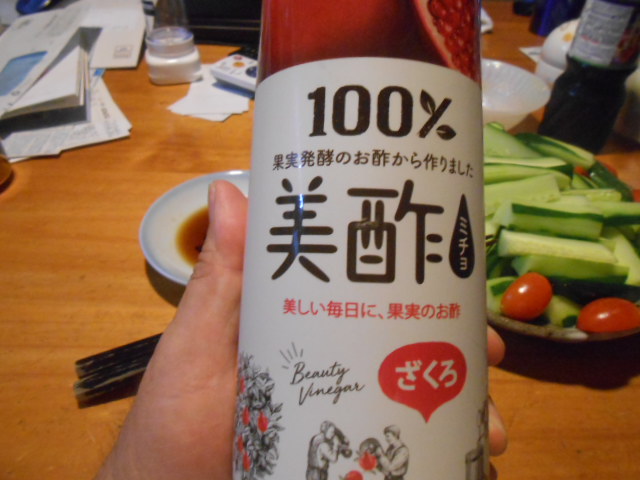 100%
果実発酵のお酢から作りました
美酢
ミチョ
美しい毎日に、果実のお酢
Beauty
Vinegar
ざくろ